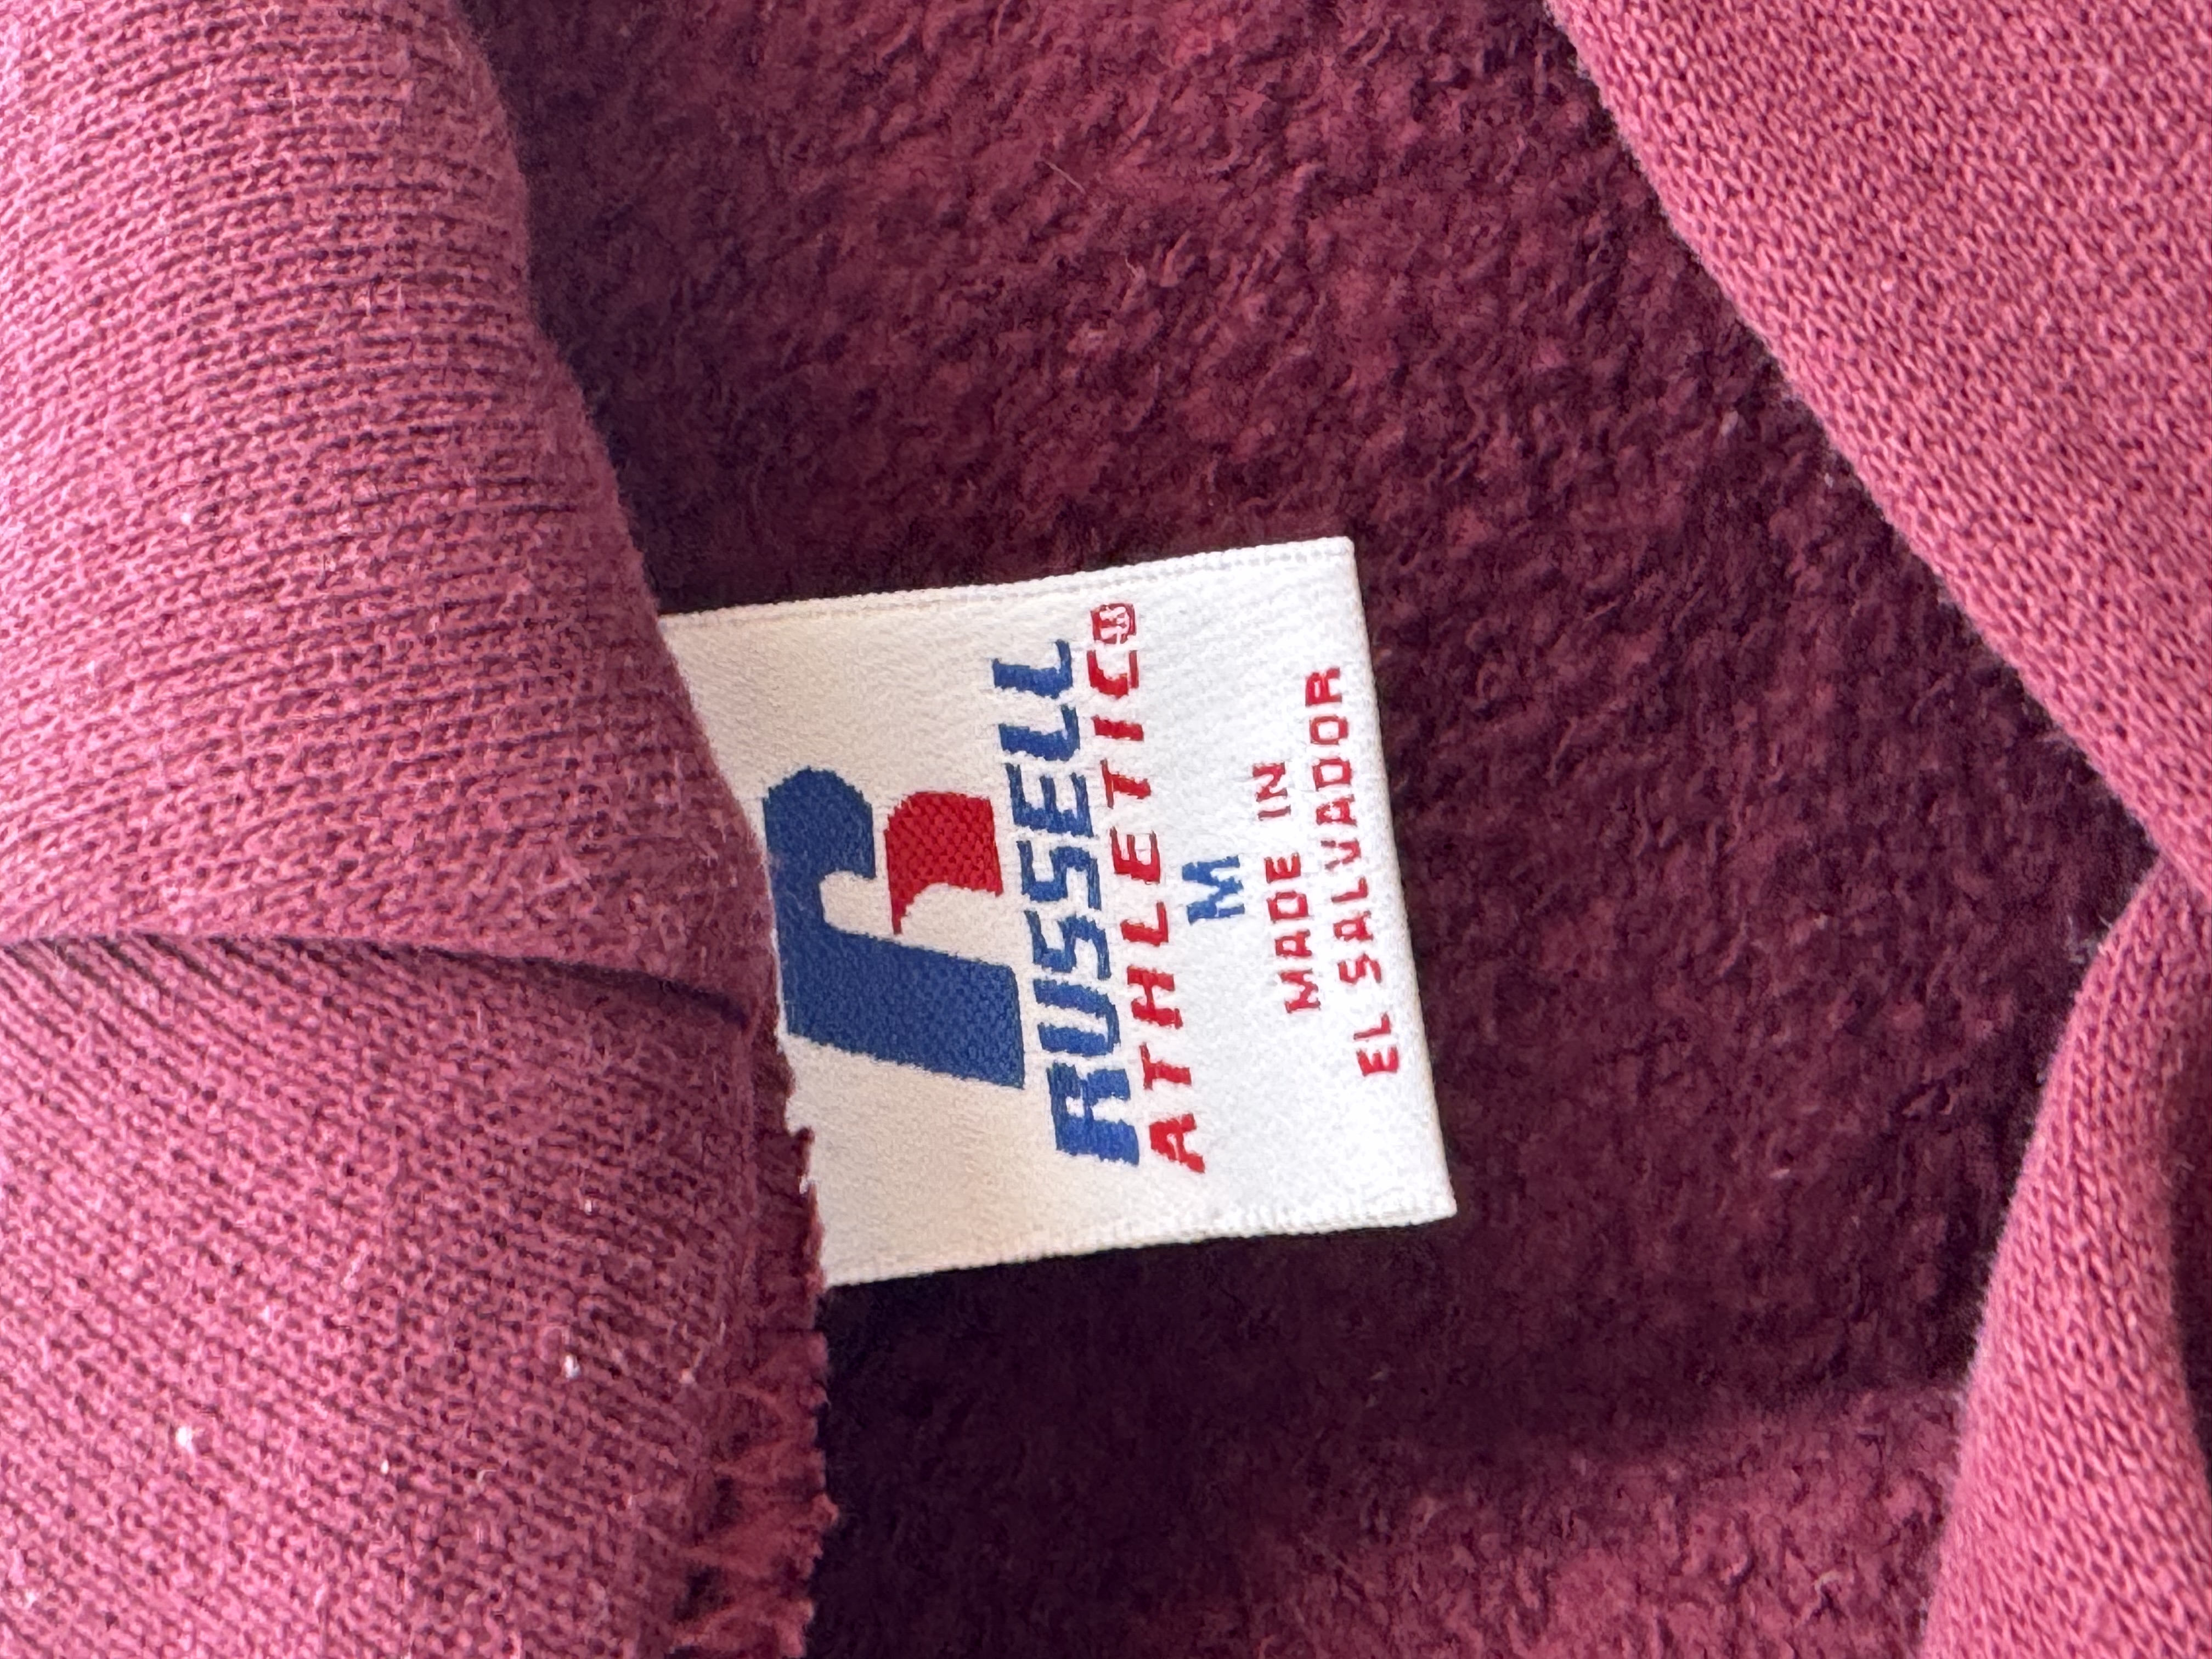 RUSSELL
ATHLETIC®
M
MADE IN
EL SALVADOR